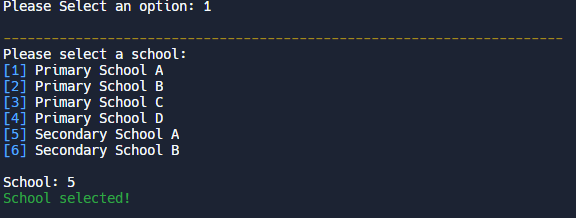 Please Select an option: 1
----------------------------------------------------------------------
Please select a school:
[1] Primary School A
[2] Primary School B
[3] Primary School C
[4] Primary School D
[5] Secondary School A
[6] Secondary School B
School: 5
School selected!